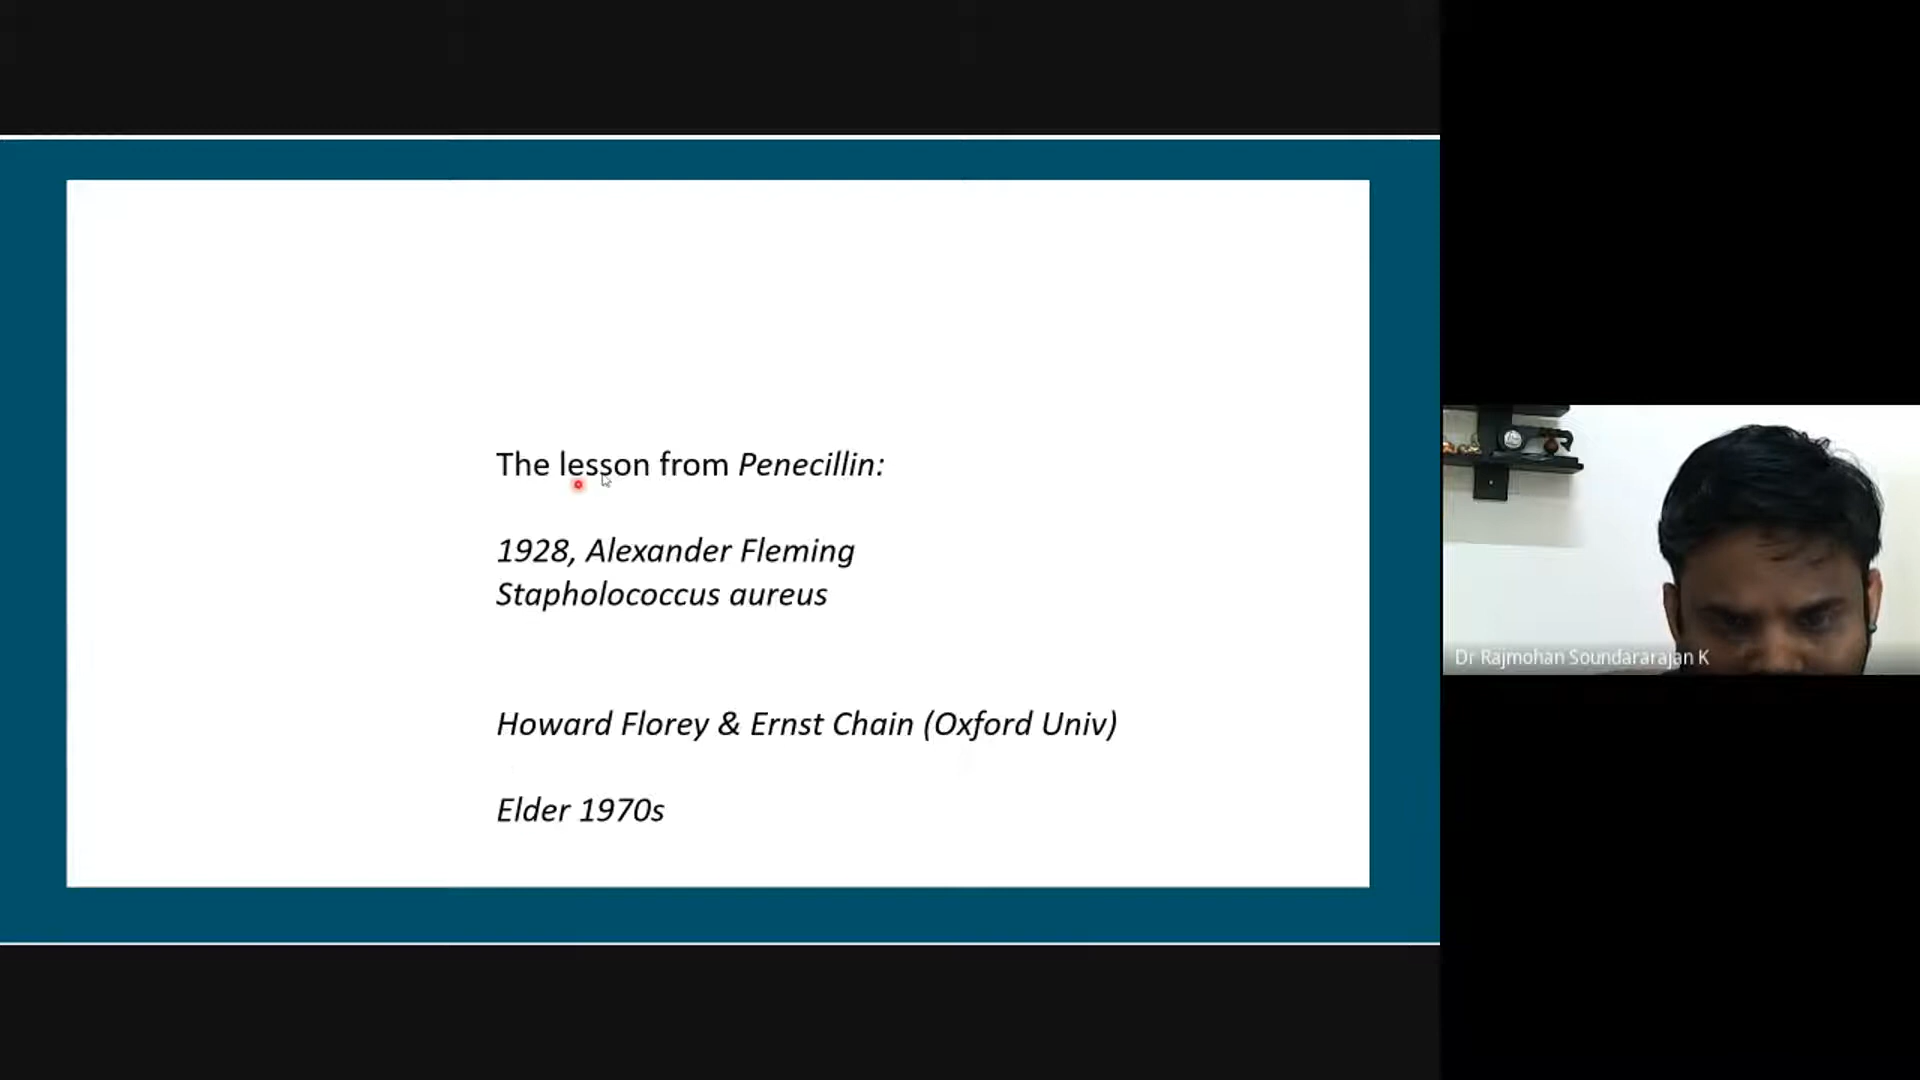 The lesson from Penecillin:
1928, Alexander Fleming
Stapholococcus aureus
Howard Florey & Ernst Chain (Oxford Univ)
Elder 1970s
Dr Rajmohan Soundararajan K